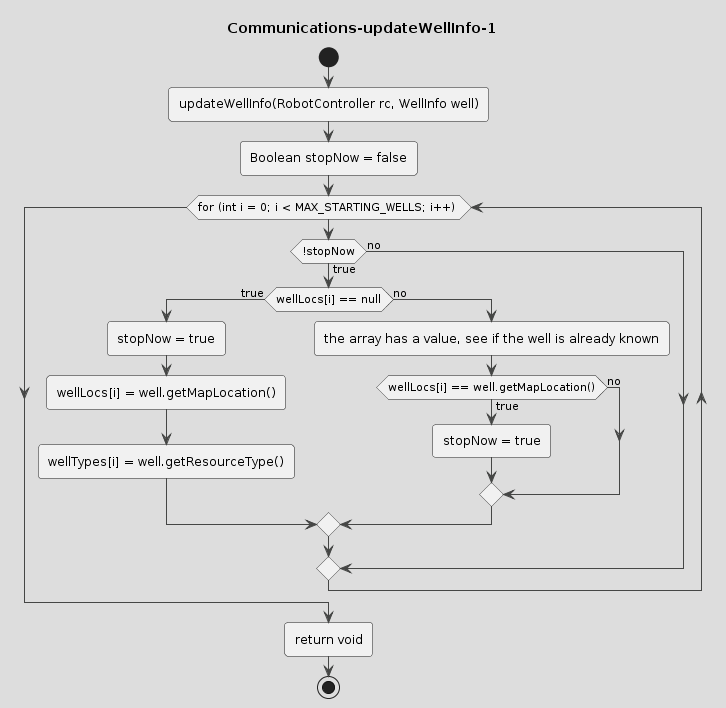 Communications-updateWellInfo-1
updateWellInfo(RobotController rc, WellInfo well)
Boolean stopNow = false
for (int i = 0; i < MAX_STARTING_WELLS; i++)
!stopNow
no
true
true
wellLocs[i] == null
no
stopNow = true
the array has a value, see if the well is already known
wellLocs[i] = well.getMapLocation()
wellLocs[i] == well.getMapLocation()
no
true
stopNow = true
wellTypes[i] = well.getResourceType()
return void